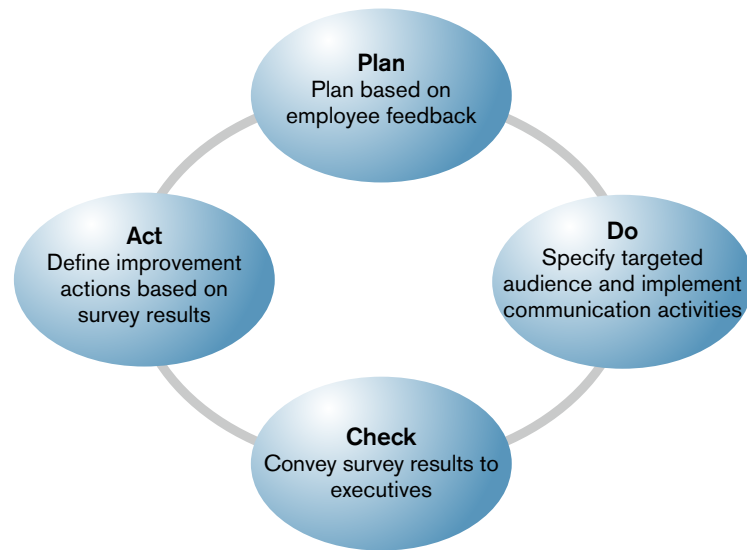 Plan
Plan based on
employee feedback
Do
Specify targeted
audience and implement
communication activities
Check
Convey survey results to
executives
Act
Define improvement
actions based on
survey results